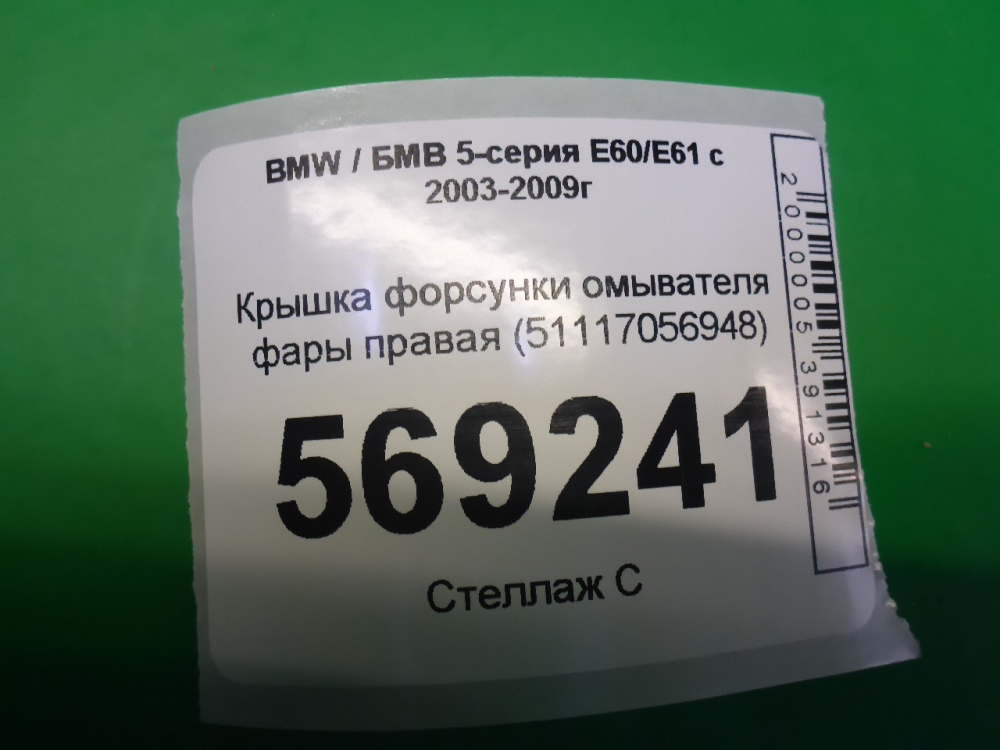 BMW / БМВ 5-серия E60/E61 с
2003-2009г
Крышка форсунки омывателя
фары правая (51117056948)
569241
Стеллаж С
2000005391316